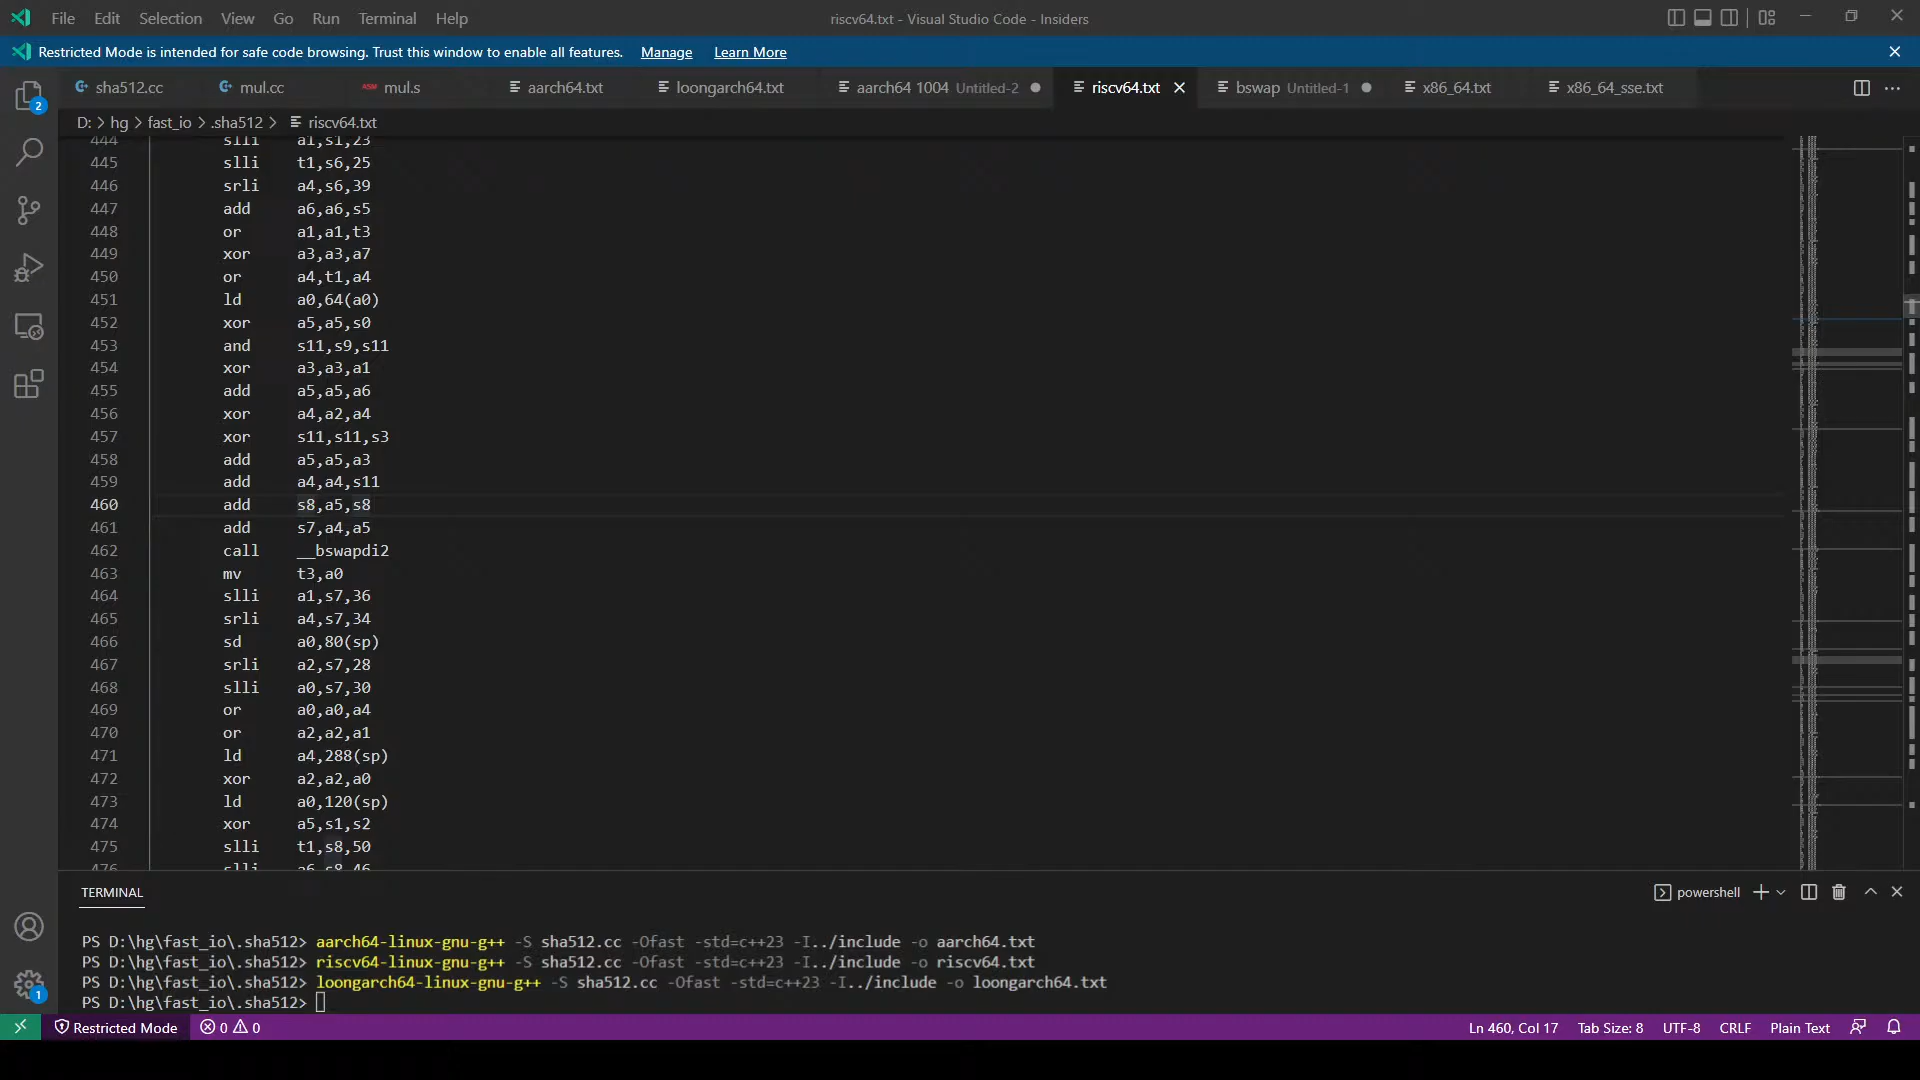 File Edit Selection View Go Run Terminal Help
riscv64.txt - Visual Studio Code - Insiders
Restricted Mode is intended for safe code browsing. Trust this window to enable all features. Manage Learn More
sha512.cc mul.cc ASM mul.s aarch64.txt loongarch64.txt aarch64 1004 Untitled-2 riscv64.txt bswap Untitled-1 x86_64.txt x86_64_sse.txt
D: > hg > fast_io > .sha512 > riscv64.txt
444 slli a1,s1,23
445 slli t1,s6,25
446 srli a4,s6,39
447 add a6,a6,s5
448 or a1,a1,t3
449 xor a3,a3,a7
450 or a4,t1,a4
451 ld a0,64(a0)
452 xor a5,a5,s0
453 and s11,s9,s11
454 xor a3,a3,a1
455 add a5,a5,a6
456 xor a4,a2,a4
457 xor s11,s11,s3
458 add a5,a5,a3
459 add a4,a4,s11
460 add s8,a5,s8
461 add s7,a4,a5
462 call __bswapdi2
463 mv t3,a0
464 slli a1,s7,36
465 srli a4,s7,34
466 sd a0,80(sp)
467 srli a2,s7,28
468 slli a0,s7,30
469 or a0,a0,a4
470 or a2,a2,a1
471 ld a4,288(sp)
472 xor a2,a2,a0
473 ld a0,120(sp)
474 xor a5,s1,s2
475 slli t1,s8,50
476 slli a6,s8,46
TERMINAL
powershell
PS D:\hg\fast_io\.sha512> aarch64-linux-gnu-g++ -S sha512.cc -Ofast -std=c++23 -I../include -o aarch64.txt
PS D:\hg\fast_io\.sha512> riscv64-linux-gnu-g++ -S sha512.cc -Ofast -std=c++23 -I../include -o riscv64.txt
PS D:\hg\fast_io\.sha512> loongarch64-linux-gnu-g++ -S sha512.cc -Ofast -std=c++23 -I../include -o loongarch64.txt
PS D:\hg\fast_io\.sha512>
2
1
Restricted Mode 0 0 Ln 460, Col 17 Tab Size: 8 UTF-8 CRLF Plain Text